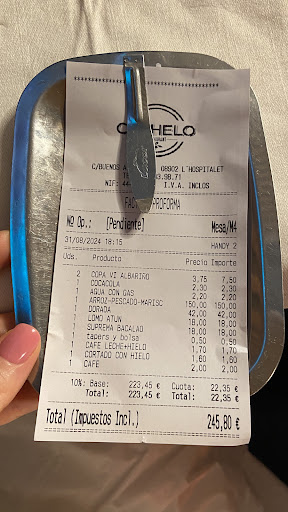 HELO
C/BUENOS 08902 L'HOSPITALET
NIF: I.V.A. INCLOS
PROFORMA
Nº Op.: [Pendiente] Mesa/M4
31/08/2024 18:15 HANDY 2
Uds. Producto Precio Importe
2 COPA VI ALBARIÑO 3,75 7,50
1 COCACOLA 2,30 2,30
1 AGUA CON GAS 2,20 2,20
1 ARROZ-PESCADO-MARISC 150,00 150,00
1 DORADA 42,00 42,00
1 LOMO ATUN 18,00 18,00
1 SUPREMA BACALAO 18,00 18,00
1 tapers y bolsa 0,50 0,50
1 CAFE LECHE+HIELO 1,70 1,70
1 CORTADO CON HIELO 1,60 1,60
1 CAFE 2,00 2,00
10%: Base: 223,45 € Cuota: 22,35 €
Total: 223,45 € Total: 22,35 €
Total (Impuestos Incl.) 245,80 €